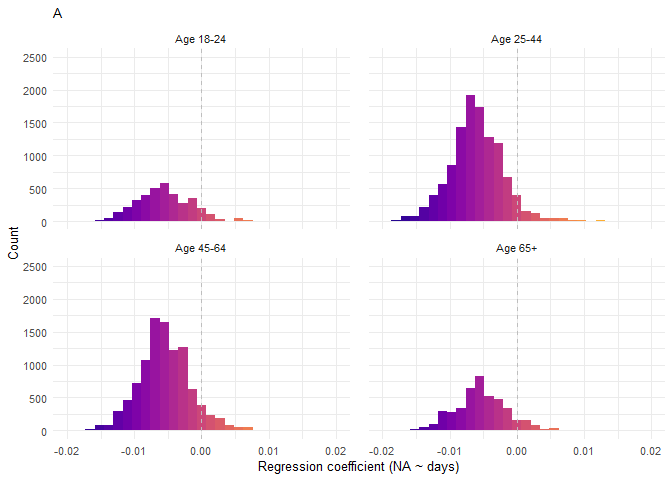 A
Age 18-24
Age 25-44
2500
2000
1500
1000
500
0
Age 45-64
Age 65+
2500
2000
1500
1000
500
0
Count
-0.02 -0.01 0.00 0.01 0.02
-0.02 -0.01 0.00 0.01 0.02
Regression coefficient (NA ~ days)